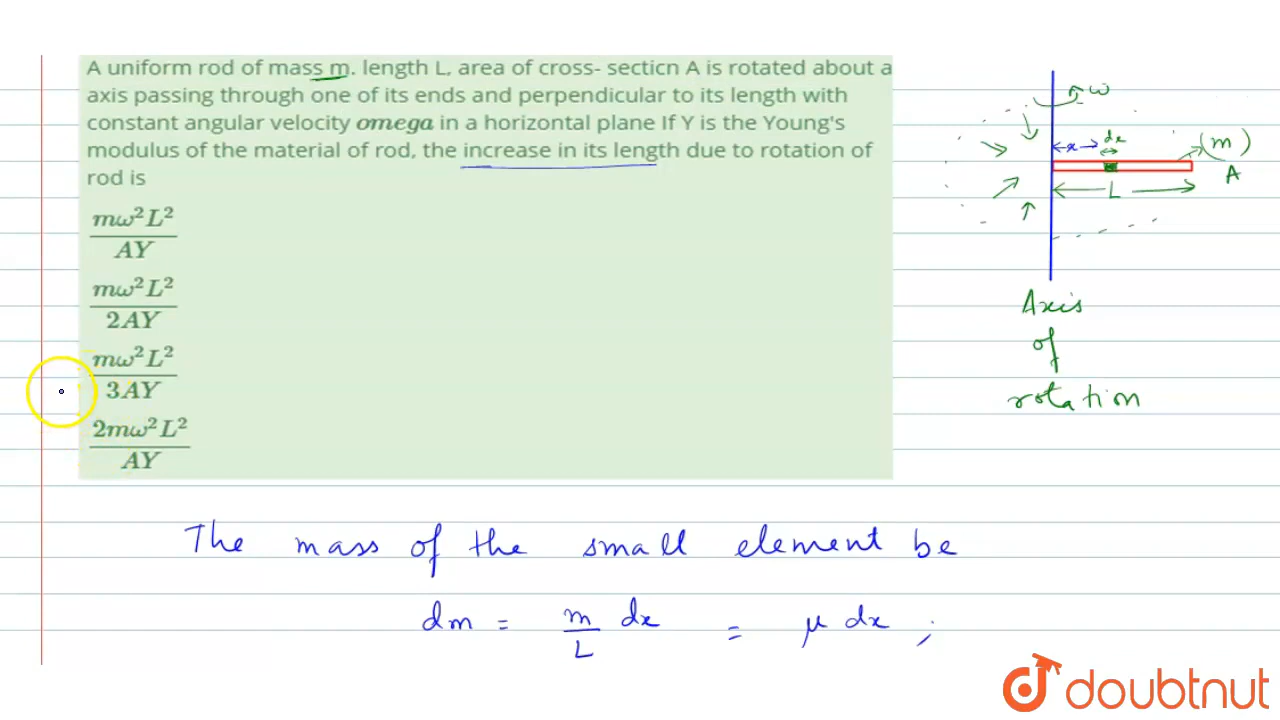 A uniform rod of mass m. length L, area of cross- secticn A is rotated about a
axis passing through one of its ends and perpendicular to its length with
constant angular velocity omega in a horizontal plane If Y is the Young's
modulus of the material of rod, the increase in its length due to rotation of
rod is
mω²L²
AY
mω²L²
2AY
mω²L²
3AY
2mω²L²
AY
ω
x
dx
(m)
A
L
Axis
of
rotation
The mass of the small element be
dm = m/L dx = μ dx ;
doubtnut